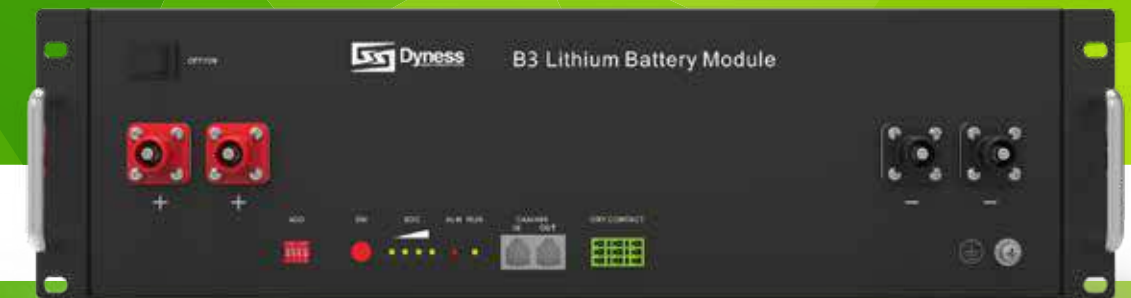 Dyness B3 Lithium Battery Module
OFF/ON
+ + − −
ADD SW SOC ALM RUN CAN/485 DRY CONTACT
IN OUT